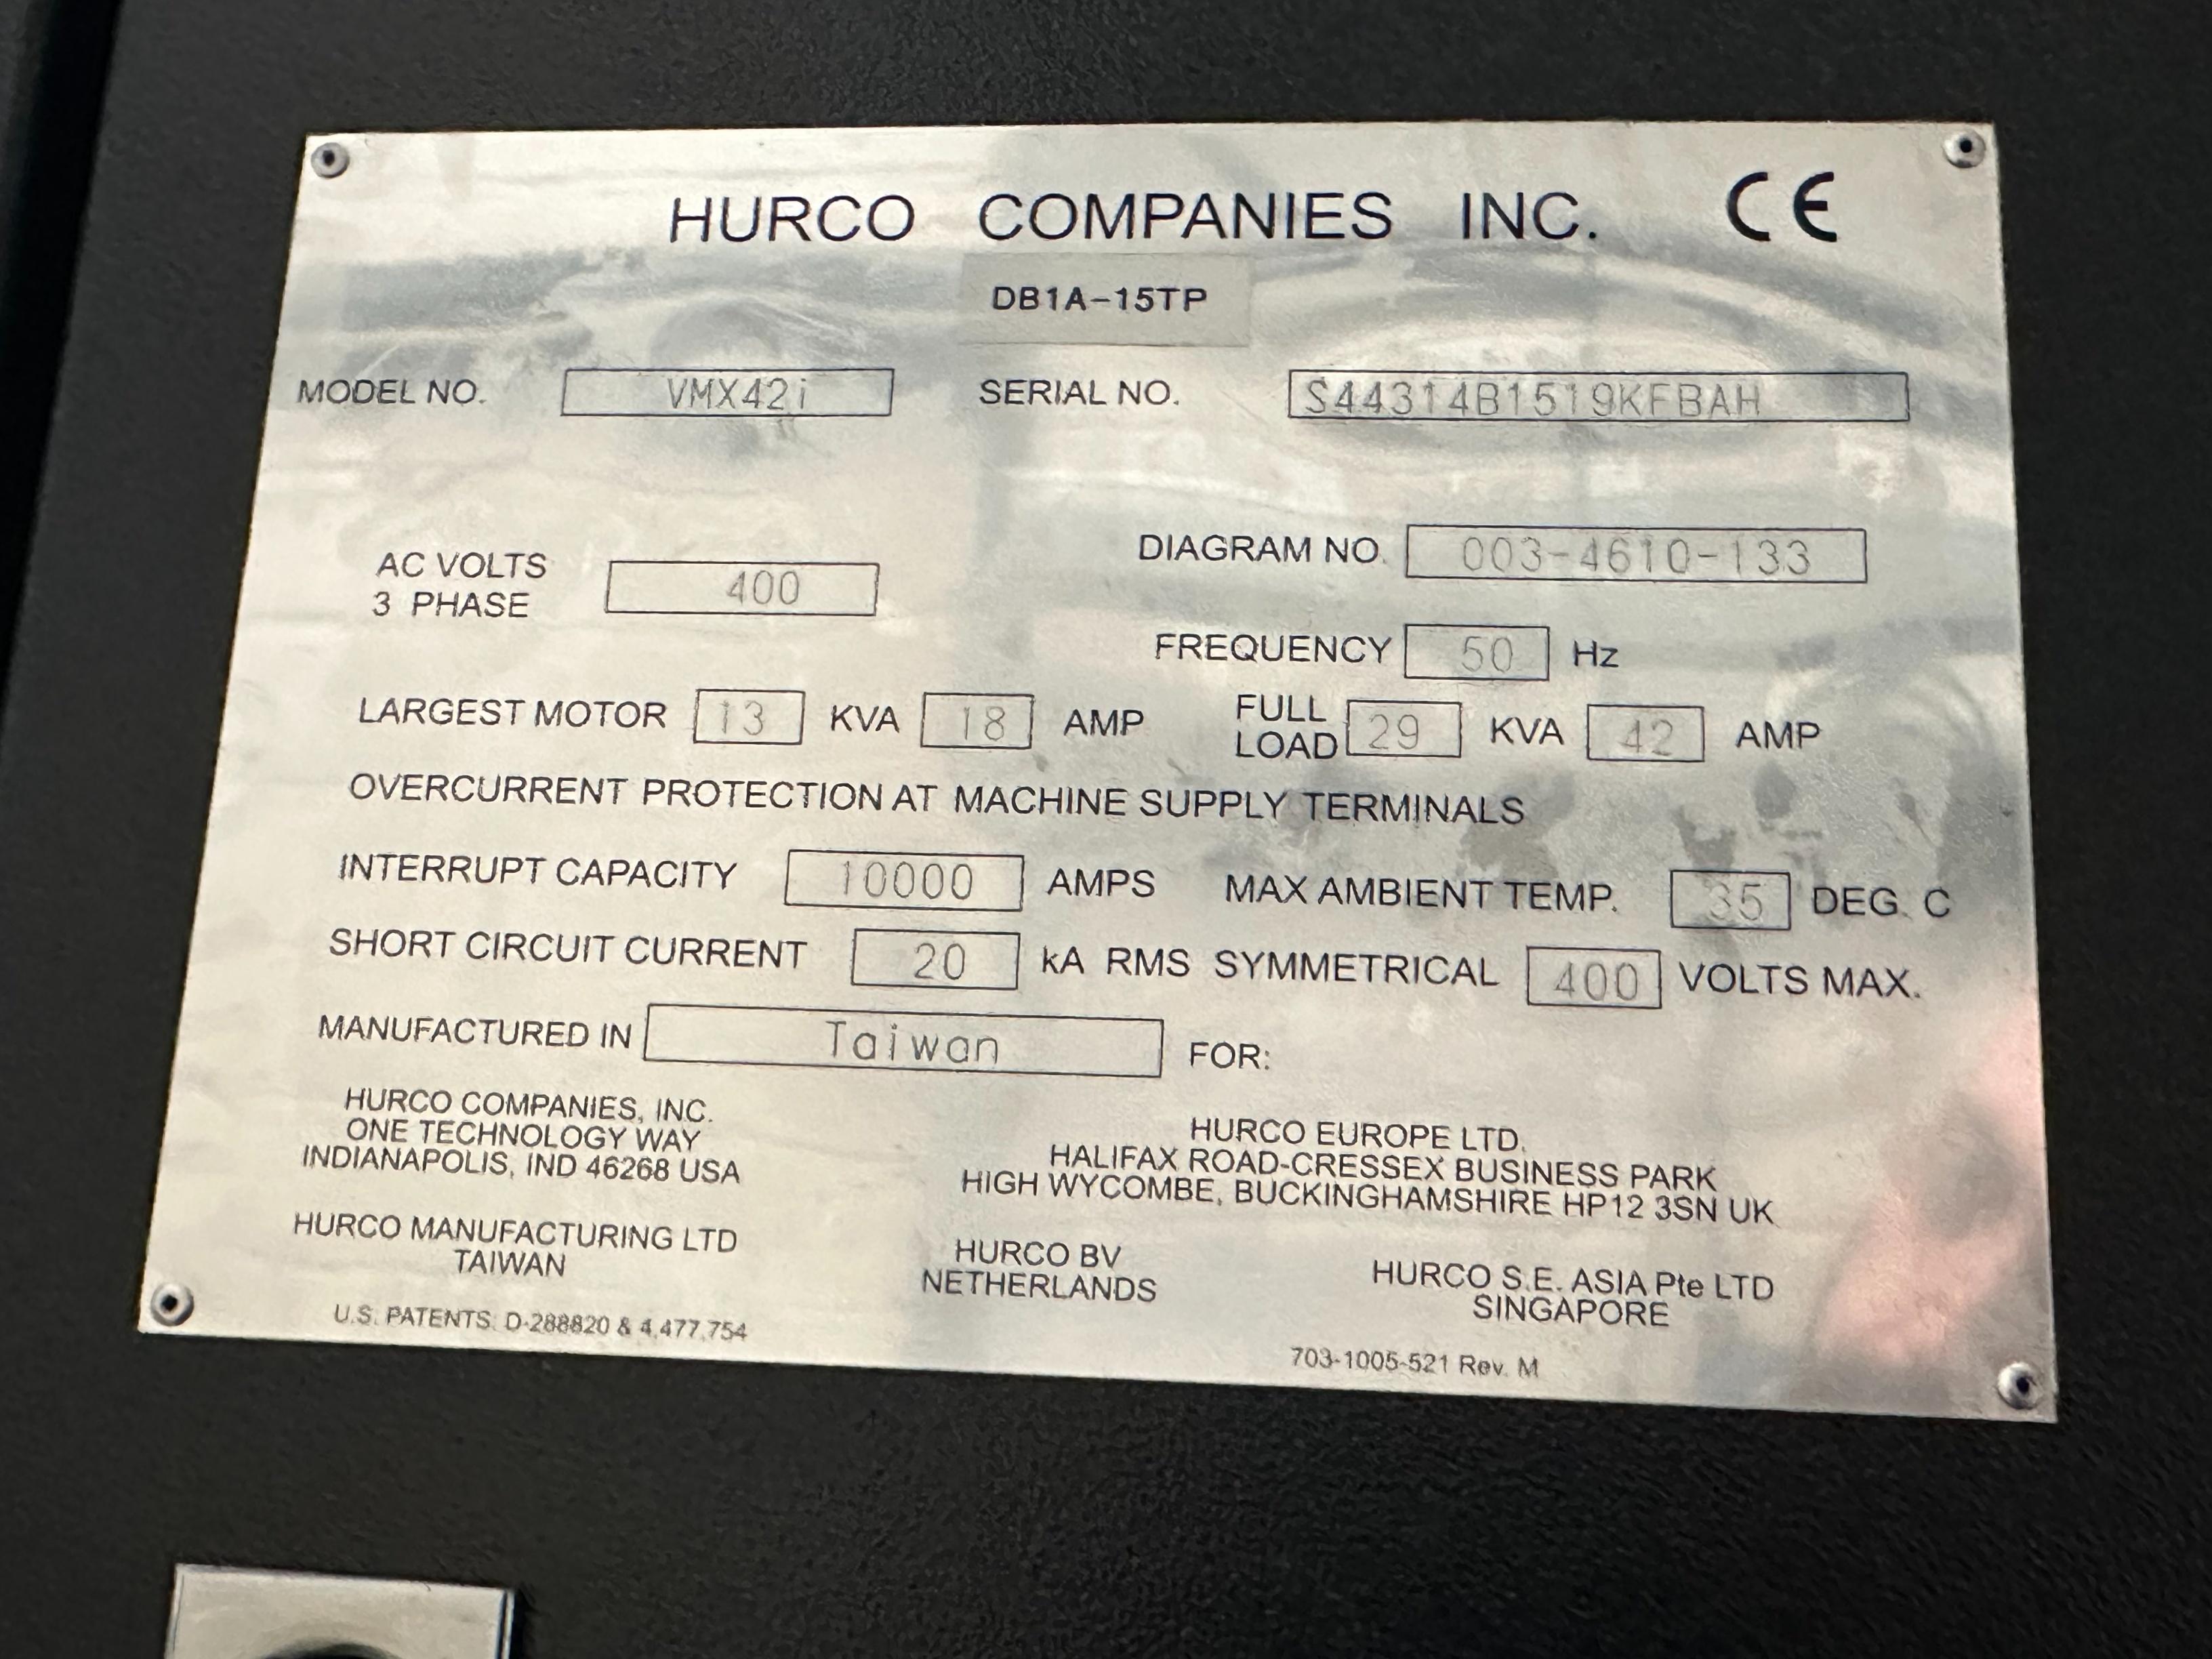 HURCO COMPANIES INC. CE
DB1A-15TP
MODEL NO. VMX42i SERIAL NO. S44314B1519KFBAH
AC VOLTS
3 PHASE 400
DIAGRAM NO. 003-4610-133
FREQUENCY 50 Hz
LARGEST MOTOR 13 KVA 18 AMP FULL LOAD 29 KVA 42 AMP
OVERCURRENT PROTECTION AT MACHINE SUPPLY TERMINALS
INTERRUPT CAPACITY 10000 AMPS MAX AMBIENT TEMP. 35 DEG. C
SHORT CIRCUIT CURRENT 20 kA RMS SYMMETRICAL 400 VOLTS MAX.
MANUFACTURED IN Taiwan FOR:
HURCO COMPANIES, INC.
ONE TECHNOLOGY WAY
INDIANAPOLIS, IND 46268 USA
HURCO EUROPE LTD.
HALIFAX ROAD-CRESSEX BUSINESS PARK
HIGH WYCOMBE, BUCKINGHAMSHIRE HP12 3SN UK
HURCO MANUFACTURING LTD
TAIWAN
HURCO BV
NETHERLANDS
HURCO S.E. ASIA Pte LTD
SINGAPORE
U.S. PATENTS: D-288820 & 4,477,754
703-1005-521 Rev. M